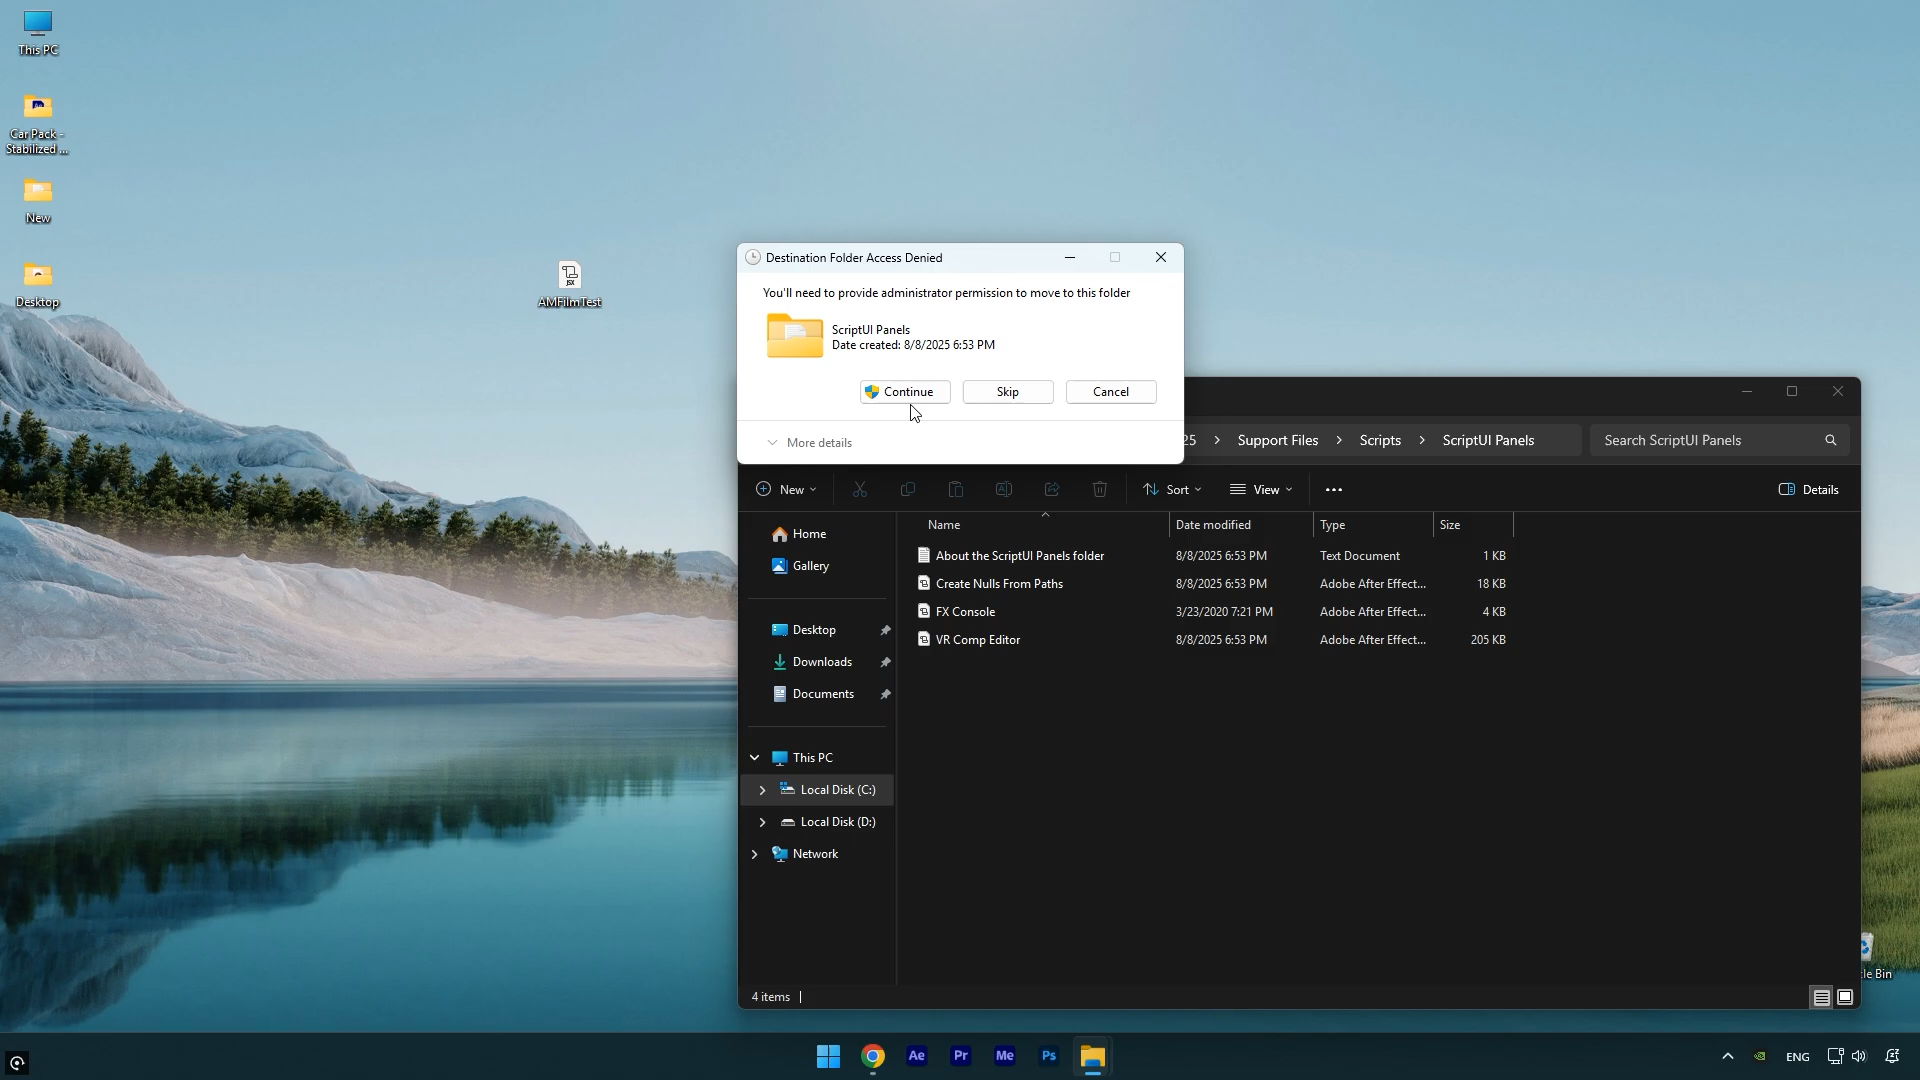 This PC
Car Pack -
Stabilized ...
New
Desktop
JSX
AMFilmTest
Destination Folder Access Denied
You'll need to provide administrator permission to move to this folder
ScriptUI Panels
Date created: 8/8/2025 6:53 PM
Continue
Skip
Cancel
More details
25 > Support Files > Scripts > ScriptUI Panels
Search ScriptUI Panels
New
Sort
View
Details
Name
Date modified
Type
Size
About the ScriptUI Panels folder 8/8/2025 6:53 PM Text Document 1 KB
Create Nulls From Paths 8/8/2025 6:53 PM Adobe After Effect... 18 KB
FX Console 3/23/2020 7:21 PM Adobe After Effect... 4 KB
VR Comp Editor 8/8/2025 6:53 PM Adobe After Effect... 205 KB
Home
Gallery
Desktop
Downloads
Documents
This PC
Local Disk (C:)
Local Disk (D:)
Network
4 items
le Bin
Ae
Pr
Me
Ps
ENG